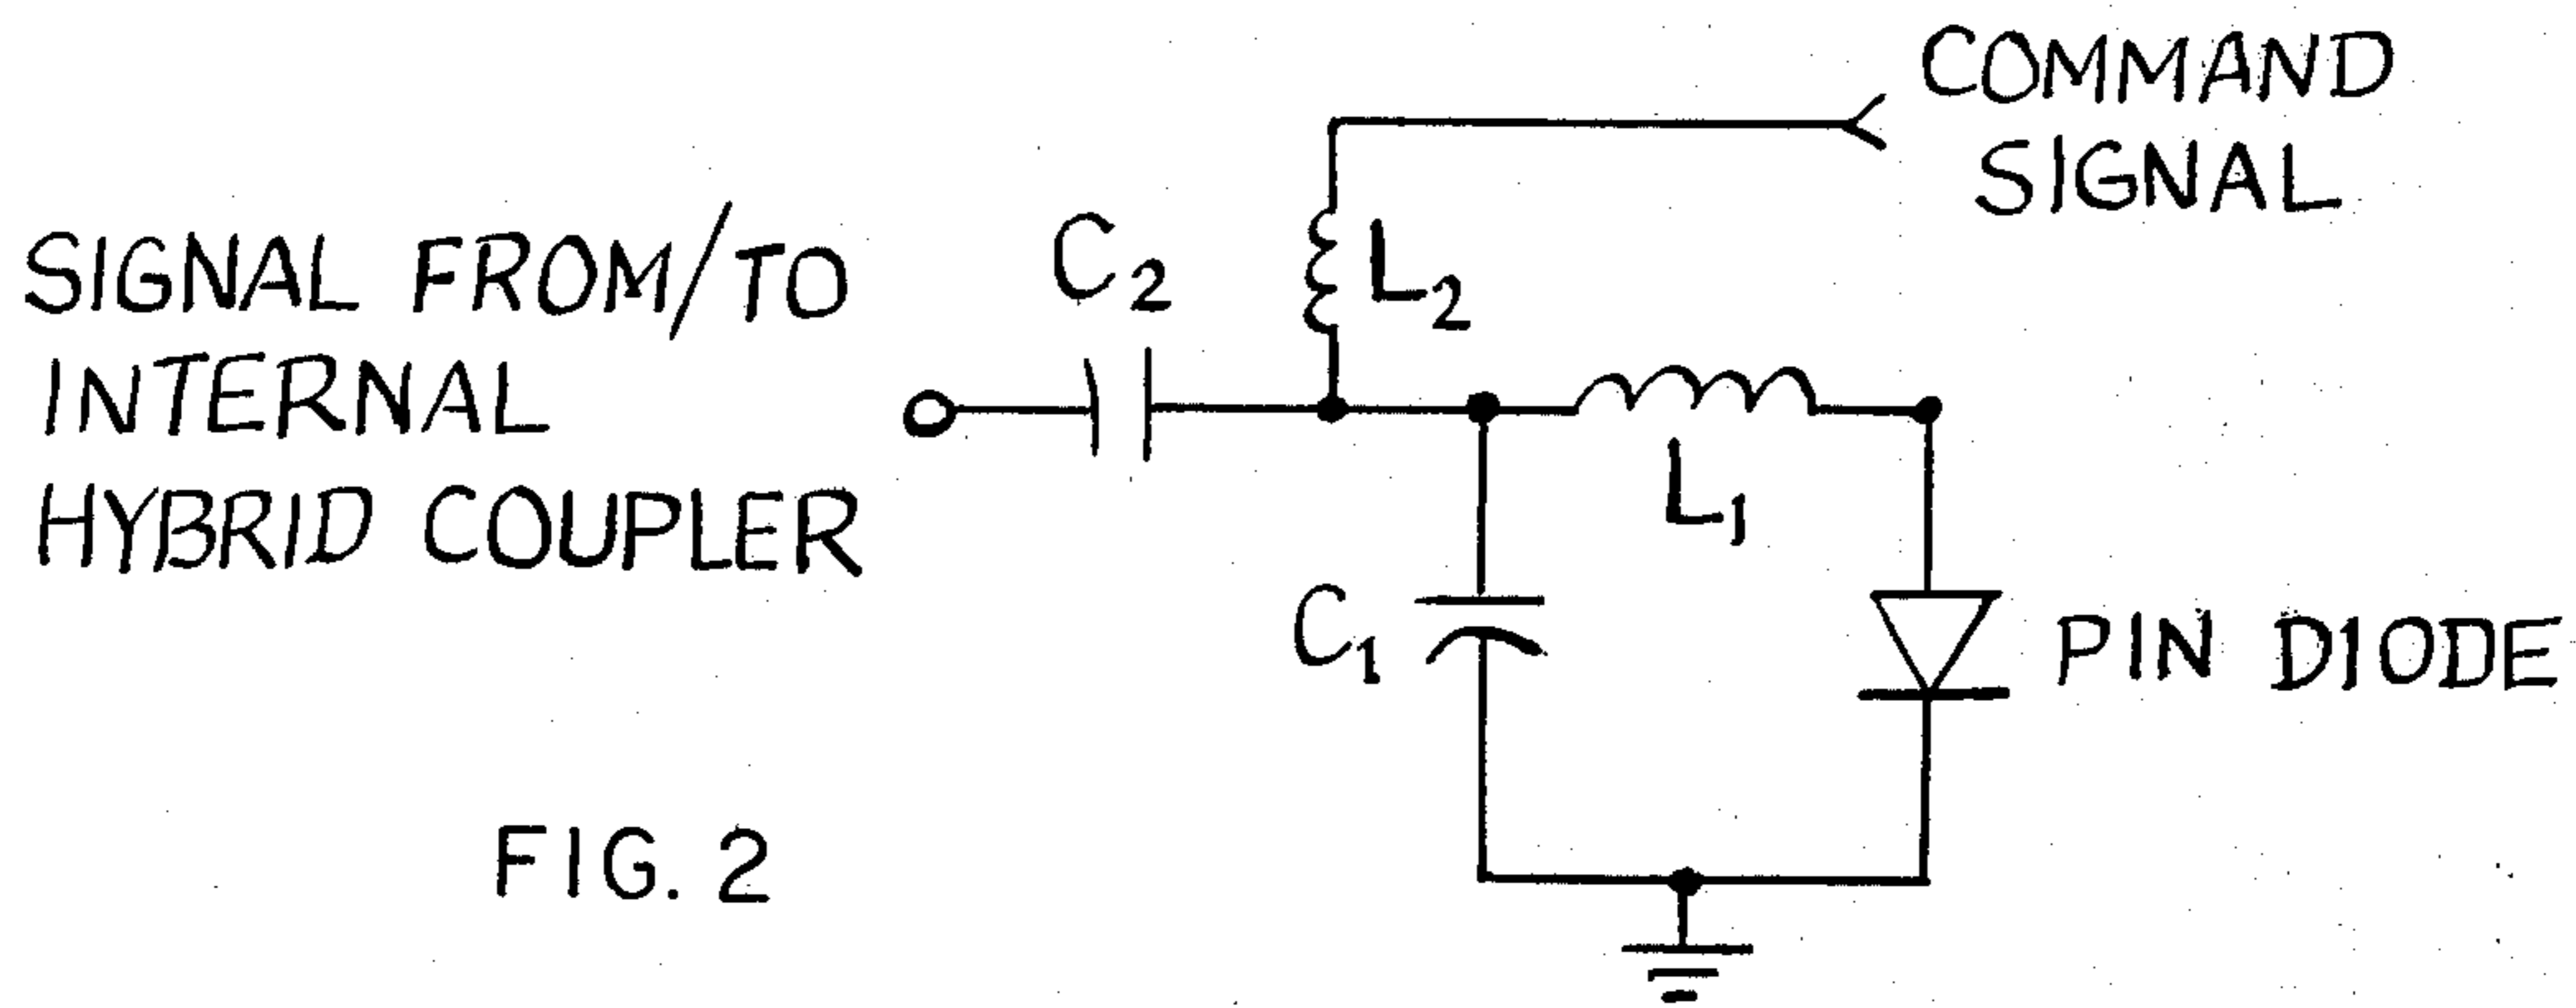 COMMAND
SIGNAL
SIGNAL FROM/TO
INTERNAL
HYBRID COUPLER
C₂
L₂
L₁
C₁
PIN DIODE
FIG. 2